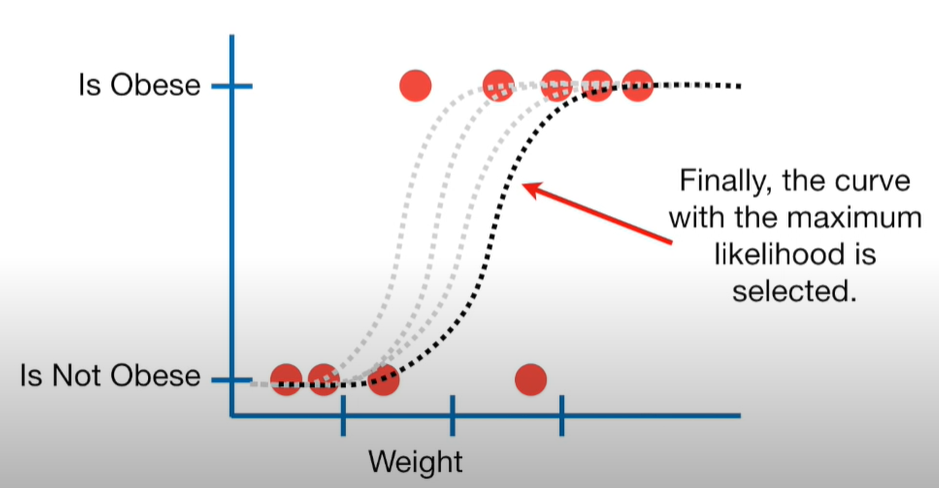 Is Obese
Finally, the curve
with the maximum
likelihood is
selected.
Is Not Obese
Weight